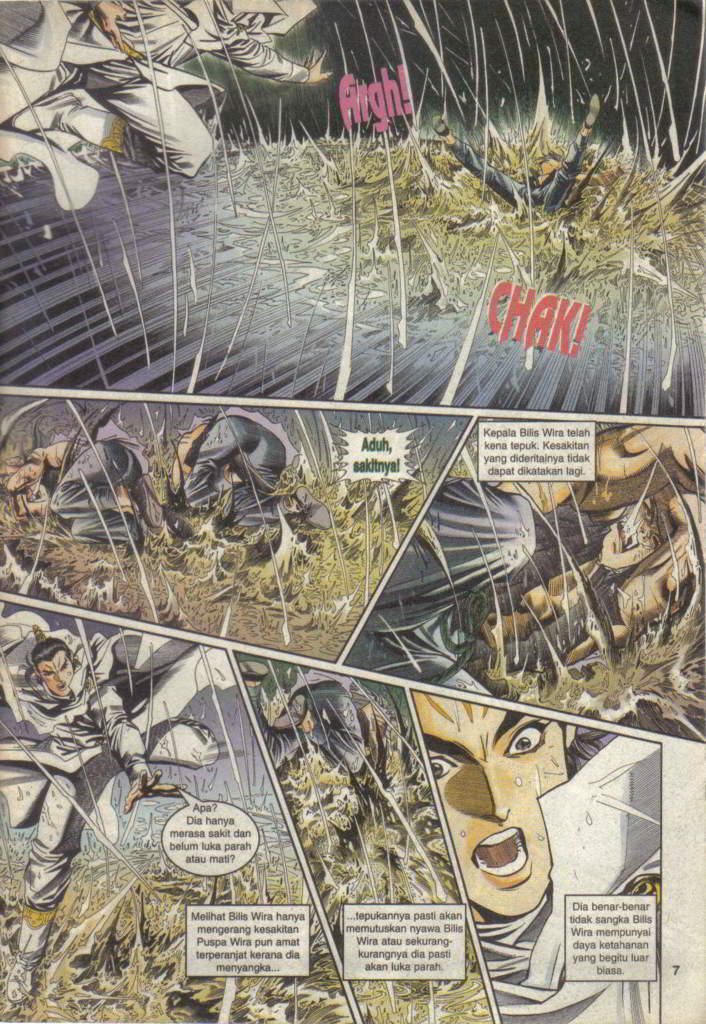 Argh!
CHAK!
Aduh,
sakitnya!
Kepala Bilis Wira telah
kena tepuk. Kesakitan
yang dideritainya tidak
dapat dikatakan lagi.
Apa?
Dia hanya
merasa sakit dan
belum luka parah
atau mati?
Melihat Bilis Wira hanya
mengerang kesakitan
Puspa Wira pun amat
terperanjat kerana dia
menyangka...
...tepukannya pasti akan
memutuskan nyawa Bilis
Wira atau sekurang-
kurangnya dia pasti
akan luka parah.
Dia benar-benar
tidak sangka Bilis
Wira mempunyai
daya ketahanan
yang begitu luar
biasa.
7